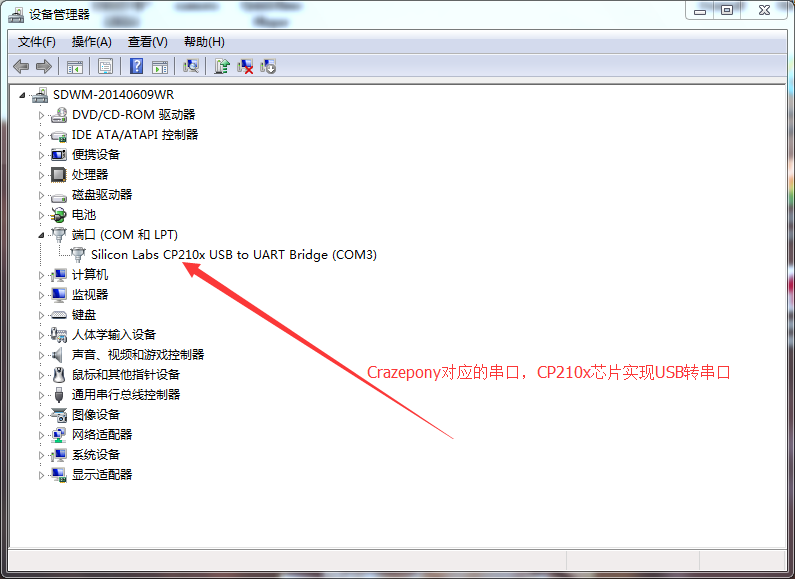 设备管理器
文件(F) 操作(A) 查看(V) 帮助(H)
SDWM-20140609WR
DVD/CD-ROM 驱动器
IDE ATA/ATAPI 控制器
便携设备
处理器
磁盘驱动器
电池
端口 (COM 和 LPT)
Silicon Labs CP210x USB to UART Bridge (COM3)
计算机
监视器
键盘
人体学输入设备
声音、视频和游戏控制器
Crazepony对应的串口，CP210x芯片实现USB转串口
鼠标和其他指针设备
通用串行总线控制器
图像设备
网络适配器
系统设备
显示适配器